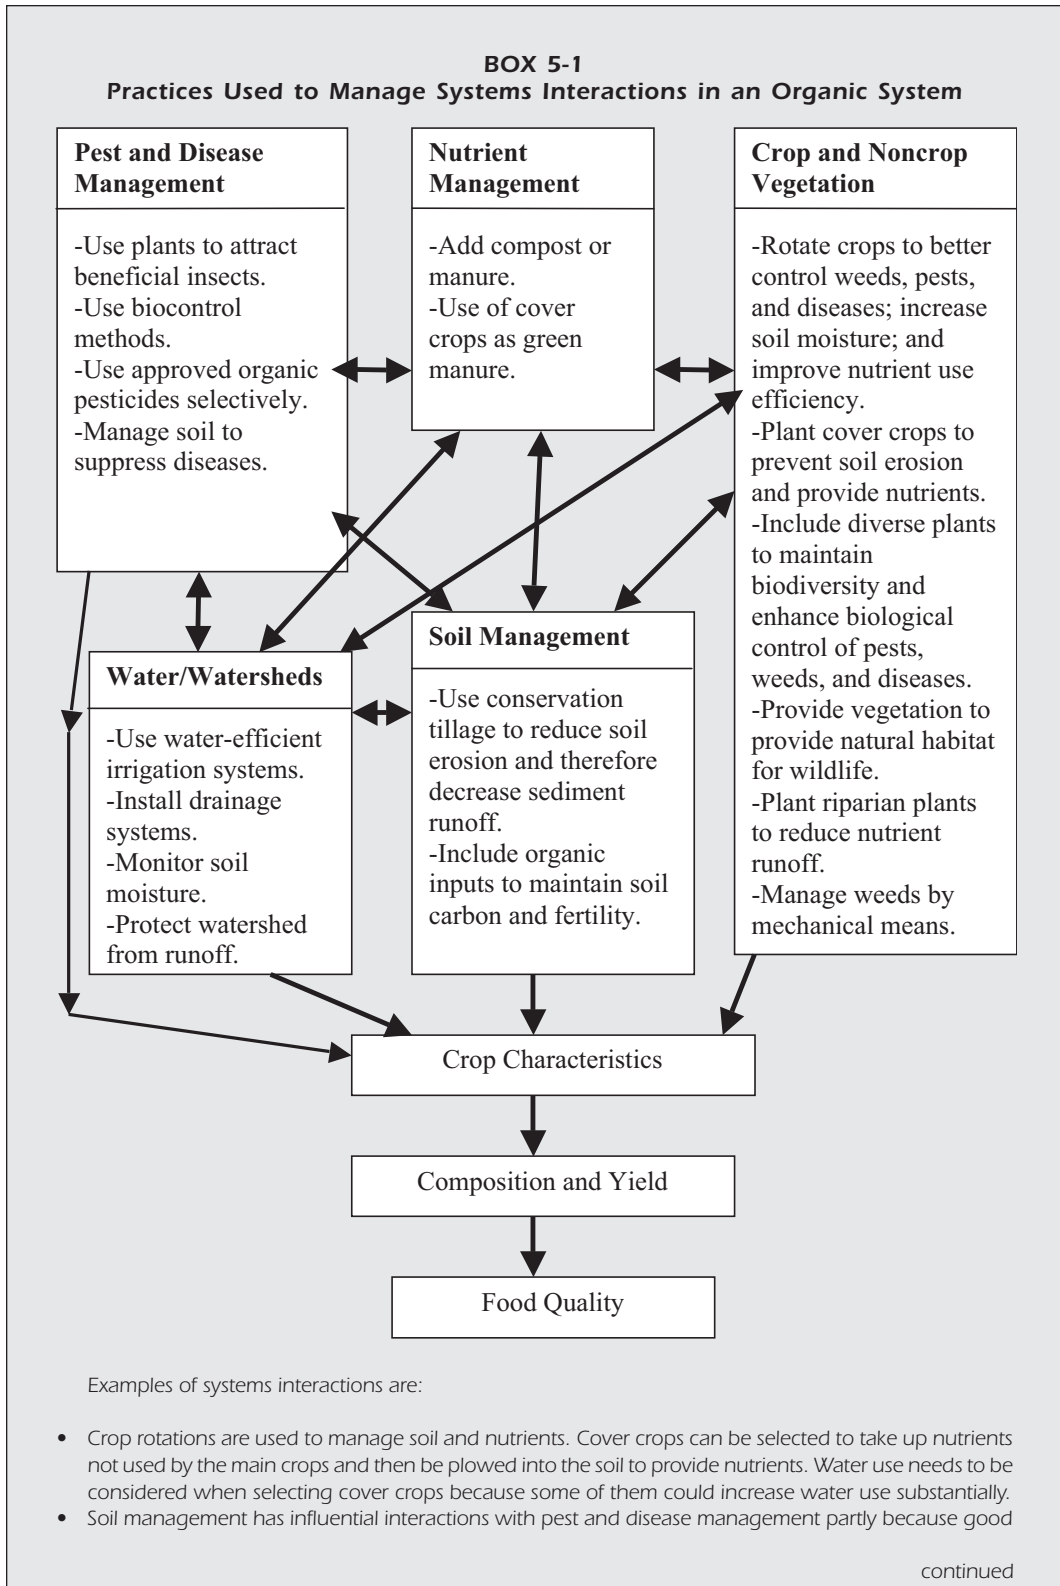 BOX 5-1
Practices Used to Manage Systems Interactions in an Organic System
Pest and Disease
Management
-Use plants to attract
beneficial insects.
-Use biocontrol
methods.
-Use approved organic
pesticides selectively.
-Manage soil to
suppress diseases.
Nutrient
Management
-Add compost or
manure.
-Use of cover
crops as green
manure.
Crop and Noncrop
Vegetation
-Rotate crops to better
control weeds, pests,
and diseases; increase
soil moisture; and
improve nutrient use
efficiency.
-Plant cover crops to
prevent soil erosion
and provide nutrients.
-Include diverse plants
to maintain
biodiversity and
enhance biological
control of pests,
weeds, and diseases.
-Provide vegetation to
provide natural habitat
for wildlife.
-Plant riparian plants
to reduce nutrient
runoff.
-Manage weeds by
mechanical means.
Water/Watersheds
-Use water-efficient
irrigation systems.
-Install drainage
systems.
-Monitor soil
moisture.
-Protect watershed
from runoff.
Soil Management
-Use conservation
tillage to reduce soil
erosion and therefore
decrease sediment
runoff.
-Include organic
inputs to maintain soil
carbon and fertility.
Crop Characteristics
Composition and Yield
Food Quality
Examples of systems interactions are:
• Crop rotations are used to manage soil and nutrients. Cover crops can be selected to take up nutrients
not used by the main crops and then be plowed into the soil to provide nutrients. Water use needs to be
considered when selecting cover crops because some of them could increase water use substantially.
• Soil management has influential interactions with pest and disease management partly because good
continued